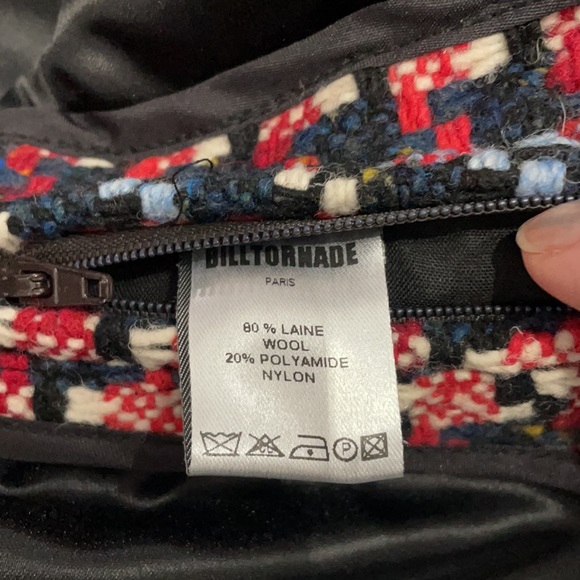 BILLTORNADE
PARIS
80 % LAINE
WOOL
20% POLYAMIDE
NYLON
P